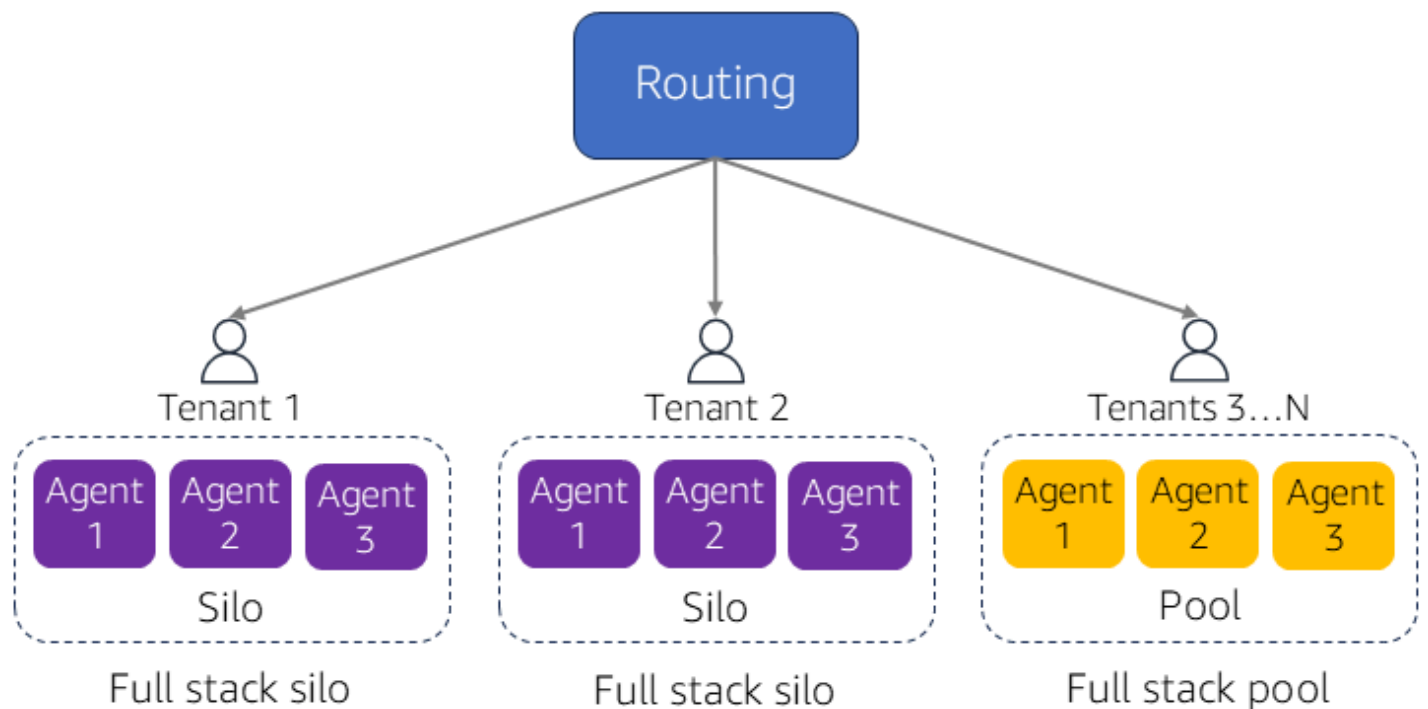 Routing
Tenant 1
Tenant 2
Tenants 3...N
Agent
1
Agent
2
Agent
3
Silo
Agent
1
Agent
2
Agent
3
Silo
Agent
1
Agent
2
Agent
3
Pool
Full stack silo
Full stack silo
Full stack pool